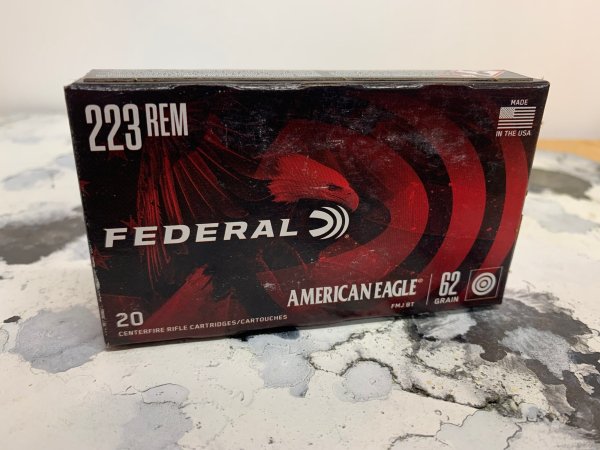 223 REM
MADE
IN THE USA
FEDERAL®
AMERICAN EAGLE®
FMJ BT
62
GRAIN
20
CENTERFIRE RIFLE CARTRIDGES/CARTOUCHES